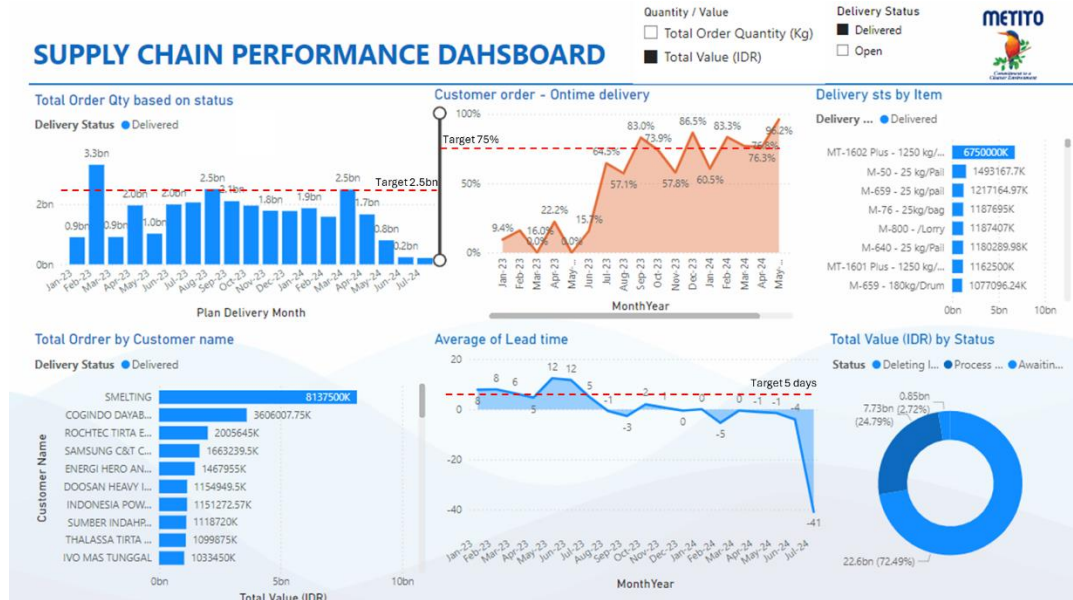 SUPPLY CHAIN PERFORMANCE DAHSBOARD
Quantity / Value
Total Order Quantity (Kg)
Total Value (IDR)
Delivery Status
Delivered
Open
METITO
Total Order Qty based on status
Delivery Status Delivered
3.3bn
2.5bn
2.5bn
Target 2.5bn
2.0bn
2.0bn
2.1bn
1.8bn
1.9bn
1.7bn
0.9bn
0.9bn
1.0bn
0.8bn
0.2bn
2bn
0bn
Jan-23 Feb-23 Mar-23 Apr-23 May-23 Jun-23 Jul-23 Aug-23 Sep-23 Oct-23 Nov-23 Dec-23 Jan-24 Feb-24 Mar-24 Apr-24 May-24 Jun-24 Jul-24
Plan Delivery Month
Customer order - Ontime delivery
100%
50%
0%
Target 75%
9.4%
16.0%
0.0%
22.2%
0.0%
15.7%
64.5%
57.1%
83.0%
73.9%
57.8%
86.5%
60.5%
83.3%
76.8%
76.3%
96.2%
Jan-23 Feb-23 Mar-23 Apr-23 May-... Jun-23 Jul-23 Aug-23 Sep-23 Oct-23 Nov-23 Dec-23 Jan-24 Feb-24 Mar-24 Apr-24 May-...
MonthYear
Delivery sts by Item
Delivery ... Delivered
MT-1602 Plus - 1250 kg/... 6750000K
M-50 - 25 kg/Pail 1493167.7K
M-659 - 25 kg/pail 1217164.97K
M-76 - 25kg/bag 1187695K
M-800 - /Lorry 1187407K
M-640 - 25 kg/Pail 1180289.98K
MT-1601 Plus - 1250 kg/... 1162500K
M-659 - 180kg/Drum 1077096.24K
0bn 5bn 10bn
Total Ordrer by Customer name
Delivery Status Delivered
Customer Name
SMELTING 8137500K
COGINDO DAYAB... 3606007.75K
ROCHTEC TIRTA E... 2005645K
SAMSUNG C&T C... 1663239.5K
ENERGI HERO AN... 1467955K
DOOSAN HEAVY I... 1154949.5K
INDONESIA POW... 1151272.57K
SUMBER INDAHP... 1118720K
THALASSA TIRTA ... 1099875K
IVO MAS TUNGGAL 1033450K
0bn 5bn 10bn
Total Value (IDR)
Average of Lead time
20
0
-20
-40
Target 5 days
8
8
6
5
12
12
5
-1
-3
2
1
0
0
-5
0
-1
-1
-4
-41
Jan-23 Feb-23 Mar-23 Apr-23 May-23 Jun-23 Jul-23 Aug-23 Sep-23 Oct-23 Dec-23 Jan-24 Feb-24 Mar-24 Apr-24 May-24 Jun-24 Jul-24
MonthYear
Total Value (IDR) by Status
Status Deleting I... Process ... Awaitin...
0.85bn
(2.72%)
7.73bn
(24.79%)
22.6bn (72.49%)